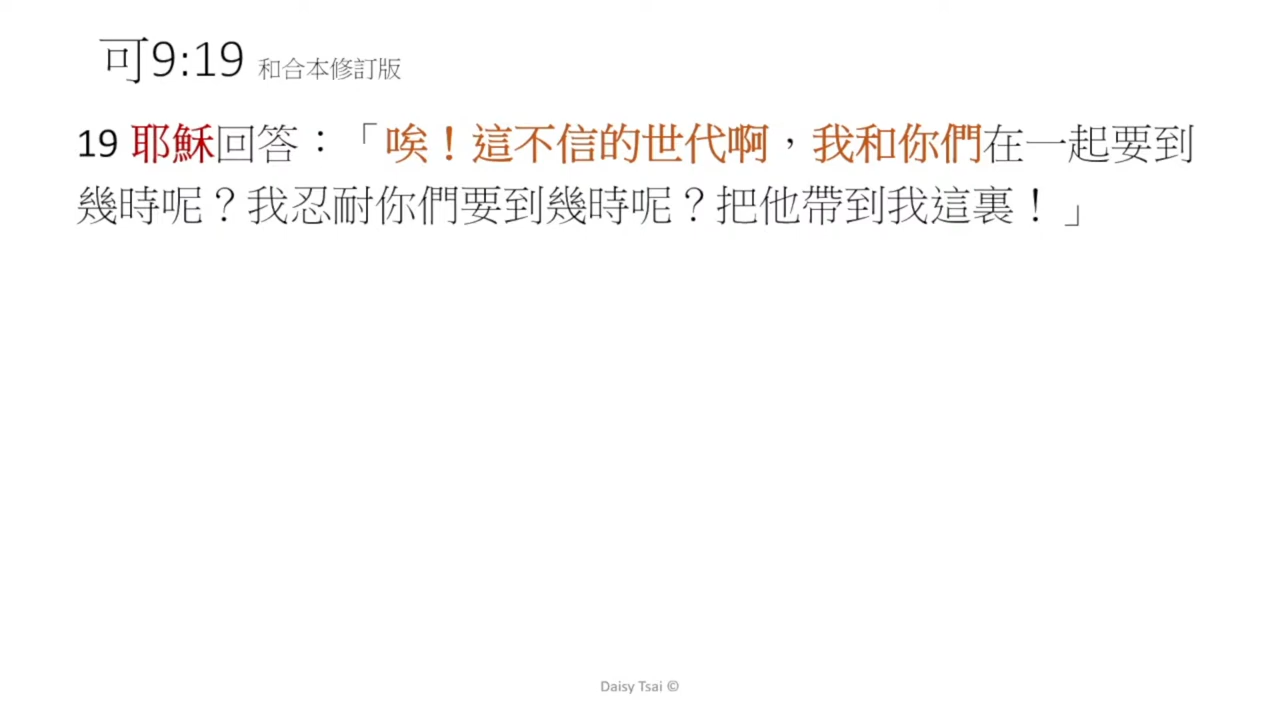 可9:19 和合本修訂版
19 耶穌回答：「唉！這不信的世代啊，我和你們在一起要到
幾時呢？我忍耐你們要到幾時呢？把他帶到我這裏！」
Daisy Tsai ©